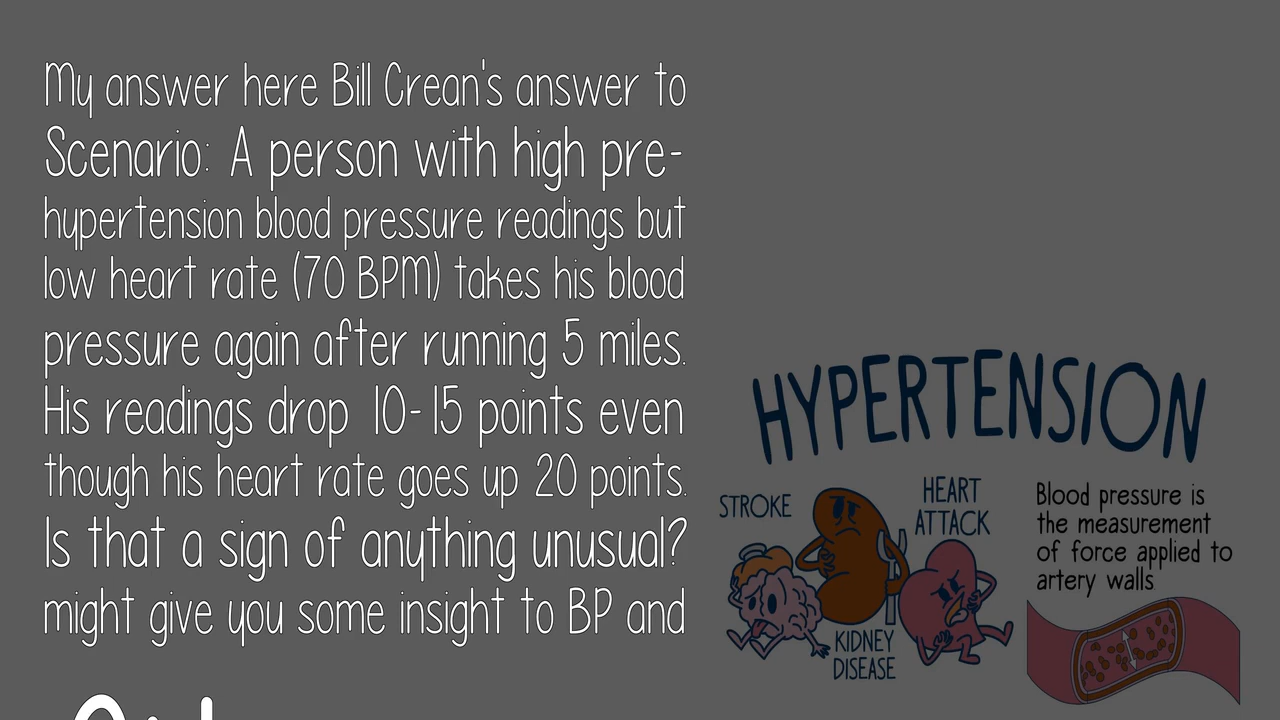 My answer here Bill Crean's answer to
Scenario: A person with high pre-
hypertension blood pressure readings but
low heart rate (70 BPM) takes his blood
pressure again after running 5 miles.
His readings drop 10-15 points even
though his heart rate goes up 20 points.
Is that a sign of anything unusual?
might give you some insight to BP and
HYPERTENSION
STROKE
HEART
ATTACK
KIDNEY
DISEASE
Blood pressure is
the measurement
of force applied to
artery walls